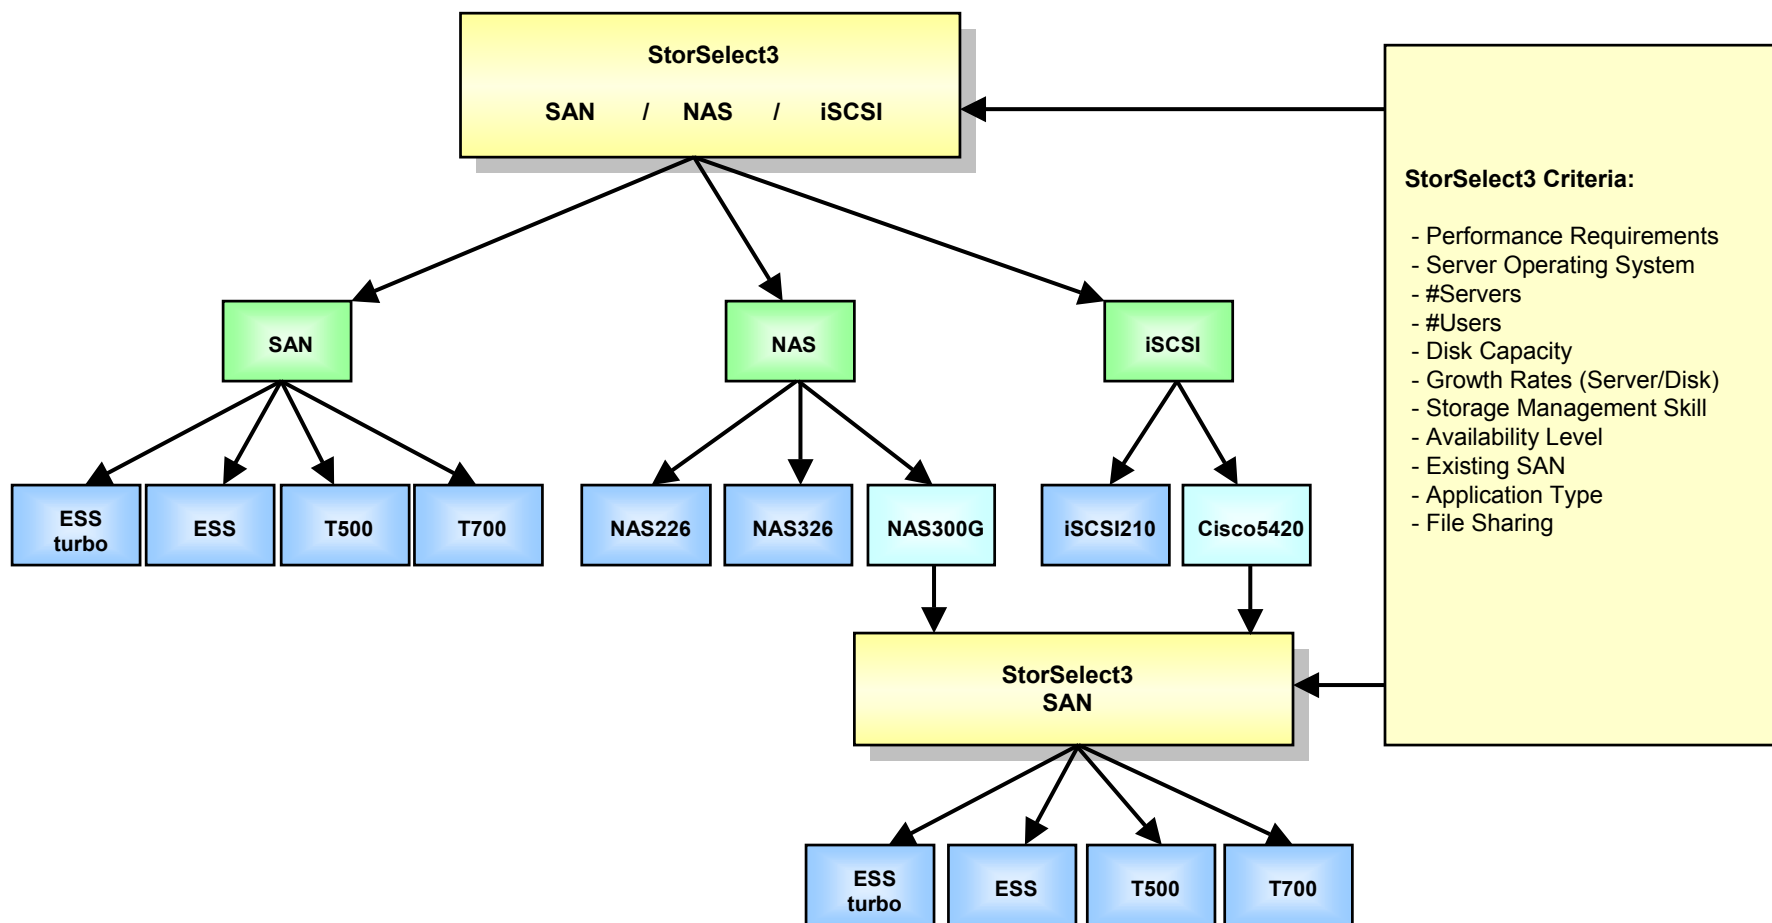 StorSelect3
SAN / NAS / iSCSI
StorSelect3 Criteria:
- Performance Requirements
- Server Operating System
- #Servers
- #Users
- Disk Capacity
- Growth Rates (Server/Disk)
- Storage Management Skill
- Availability Level
- Existing SAN
- Application Type
- File Sharing
SAN
NAS
iSCSI
ESS
turbo
ESS
T500
T700
NAS226
NAS326
NAS300G
iSCSI210
Cisco5420
StorSelect3
SAN
ESS
turbo
ESS
T500
T700